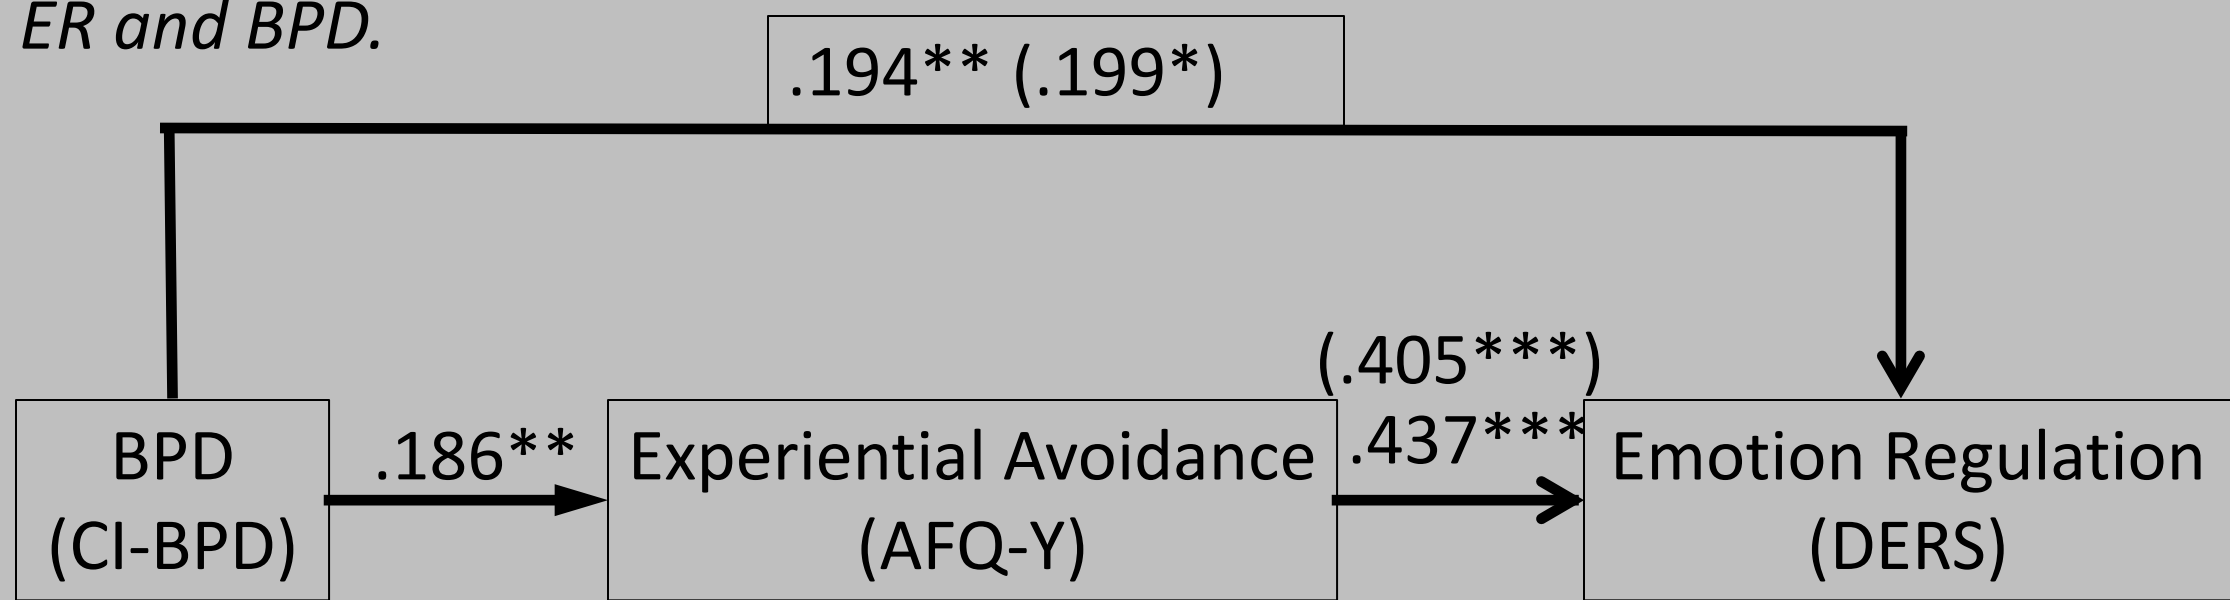 ER and BPD.
.194** (.199*)
(.405***)
.186**
.437***
BPD
(CI-BPD)
Experiential Avoidance
(AFQ-Y)
Emotion Regulation
(DERS)